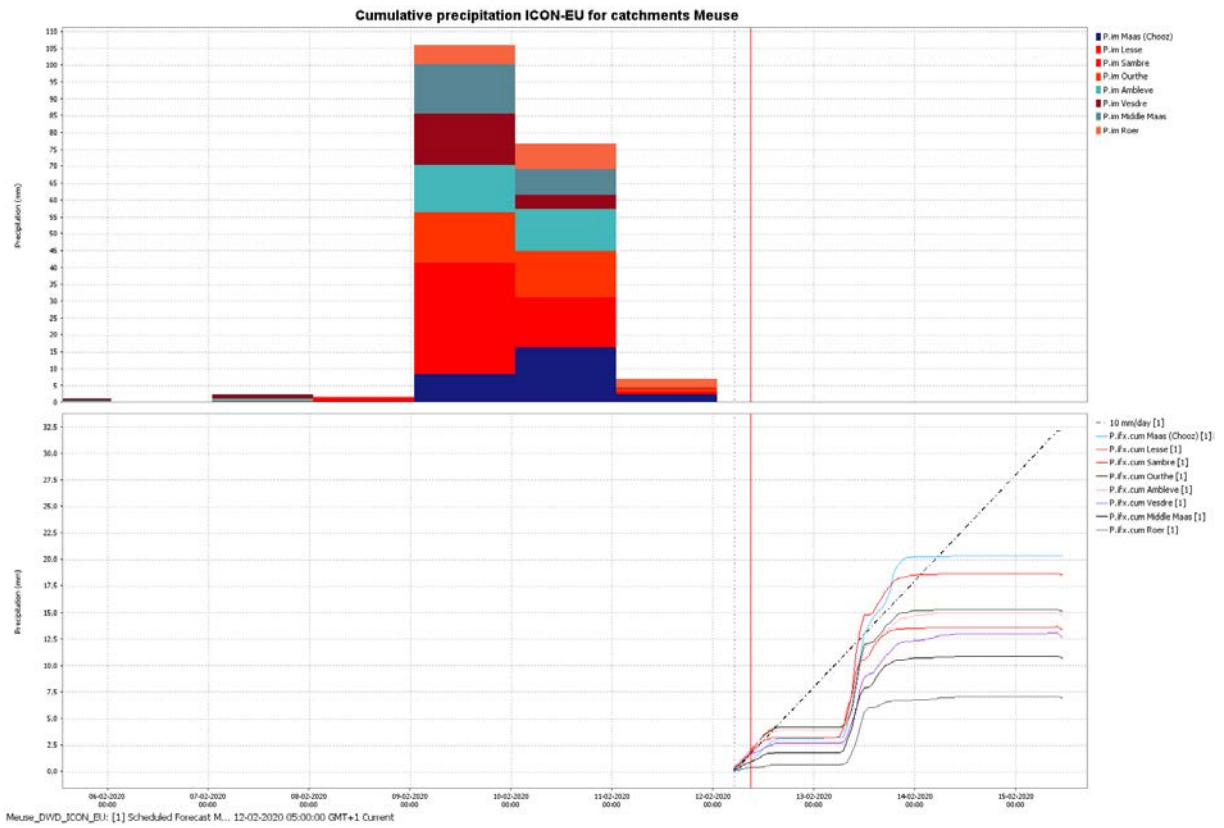 Cumulative precipitation ICON-EU for catchments Meuse
110
105
100
95
90
85
80
75
70
65
60
55
50
45
40
35
30
25
20
15
10
5
0
Precipitation (mm)
P.im Maas (Chooz)
P.im Lesse
P.im Sambre
P.im Ourthe
P.im Ambleve
P.im Vesdre
P.im Middle Maas
P.im Roer
32.5
30.0
27.5
25.0
22.5
20.0
17.5
15.0
12.5
10.0
7.5
5.0
2.5
0.0
Precipitation (mm)
10 mm/day [1]
P.ifx.cum Maas (Chooz) [1]
P.ifx.cum Lesse [1]
P.ifx.cum Sambre [1]
P.ifx.cum Ourthe [1]
P.ifx.cum Ambleve [1]
P.ifx.cum Vesdre [1]
P.ifx.cum Middle Maas [1]
P.ifx.cum Roer [1]
06-02-2020 07-02-2020 08-02-2020 09-02-2020 10-02-2020 11-02-2020 12-02-2020 13-02-2020 14-02-2020 15-02-2020
00:00 00:00 00:00 00:00 00:00 00:00 00:00 00:00 00:00 00:00
Meuse_DWD_ICON_EU: [1] Scheduled Forecast M... 12-02-2020 05:00:00 GMT+1 Current